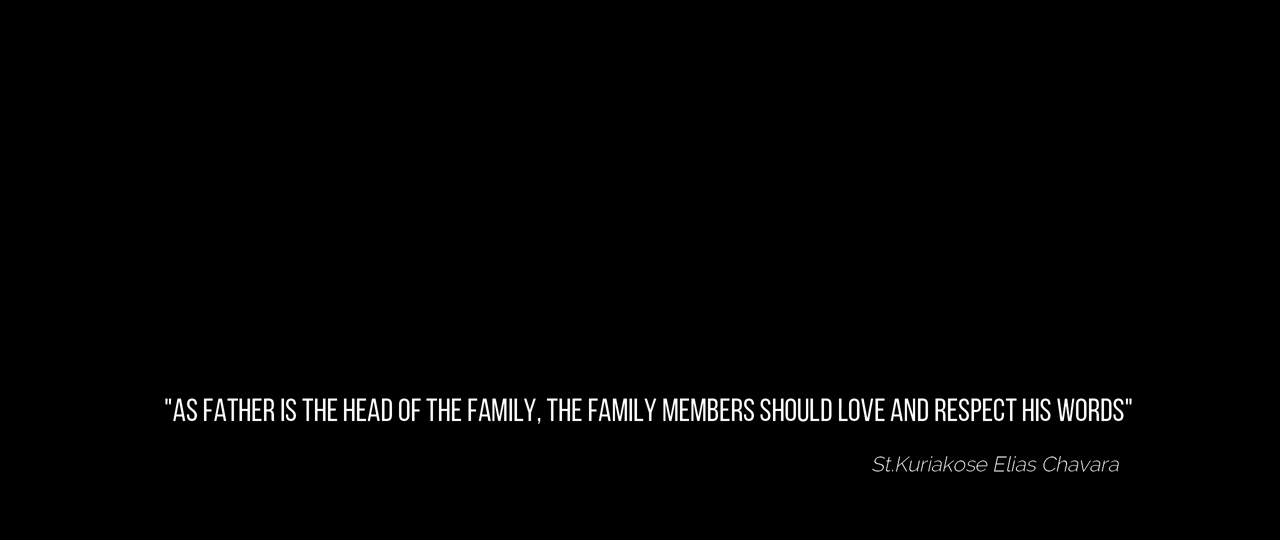 "AS FATHER IS THE HEAD OF THE FAMILY, THE FAMILY MEMBERS SHOULD LOVE AND RESPECT HIS WORDS"
St.Kuriakose Elias Chavara